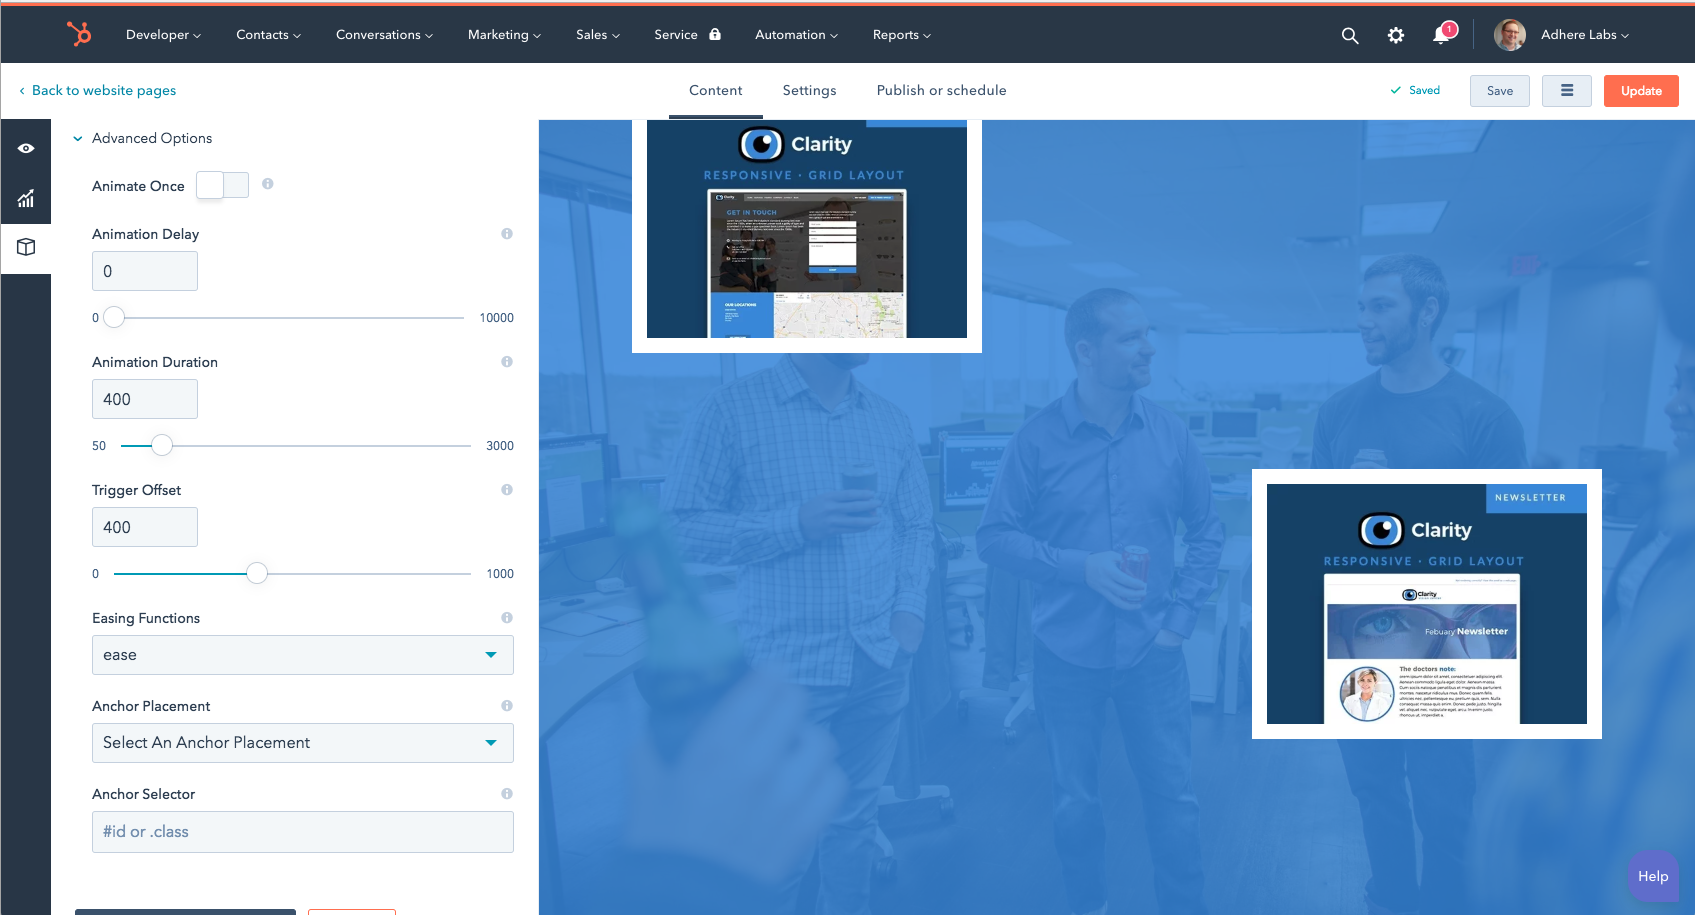 Developer
Contacts
Conversations
Marketing
Sales
Service
Automation
Reports
1
Adhere Labs
Back to website pages
Content
Settings
Publish or schedule
Saved
Save
Update
Advanced Options
Animate Once
Animation Delay
0
0
10000
Animation Duration
400
50
3000
Trigger Offset
400
0
1000
Easing Functions
ease
Anchor Placement
Select An Anchor Placement
Anchor Selector
#id or .class
Clarity
RESPONSIVE · GRID LAYOUT
Clarity
GET IN TOUCH
OUR LOCATIONS
NEWSLETTER
Clarity
RESPONSIVE · GRID LAYOUT
Clarity
Febuary Newsletter
The doctors note:
Help